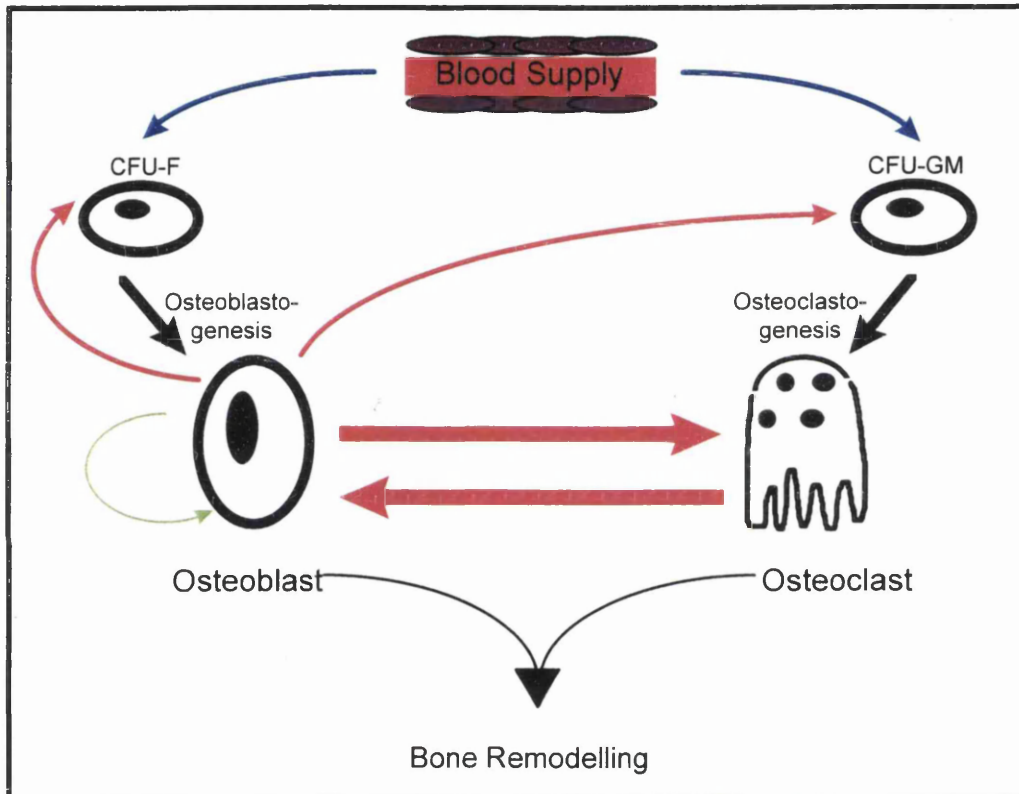 Blood Supply
CFU-F
CFU-GM
Osteoblasto-
genesis
Osteoclasto-
genesis
Osteoblast
Osteoclast
Bone Remodelling